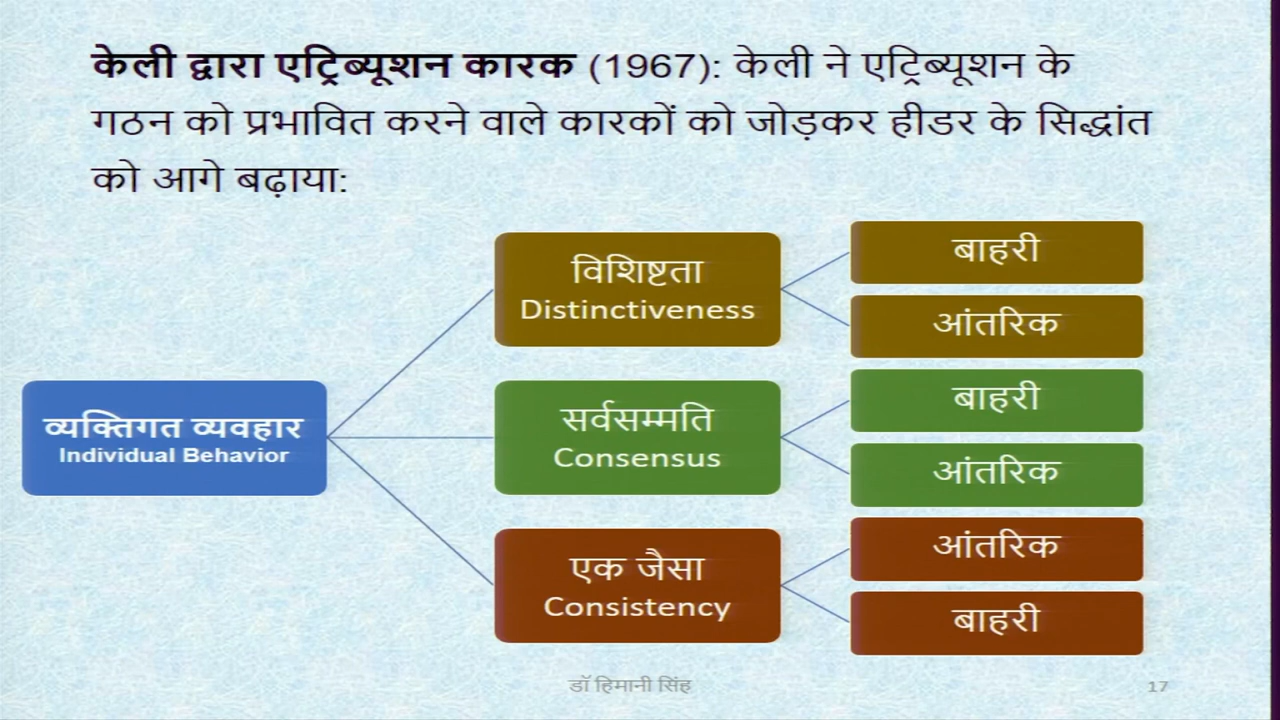 केली द्वारा एट्रिब्यूशन कारक (1967): केली ने एट्रिब्यूशन के
गठन को प्रभावित करने वाले कारकों को जोड़कर हीडर के सिद्धांत
को आगे बढ़ाया:
व्यक्तिगत व्यवहार
Individual Behavior
विशिष्टता
Distinctiveness
बाहरी
आंतरिक
सर्वसम्मति
Consensus
बाहरी
आंतरिक
एक जैसा
Consistency
आंतरिक
बाहरी
डॉ हिमानी सिंह
17